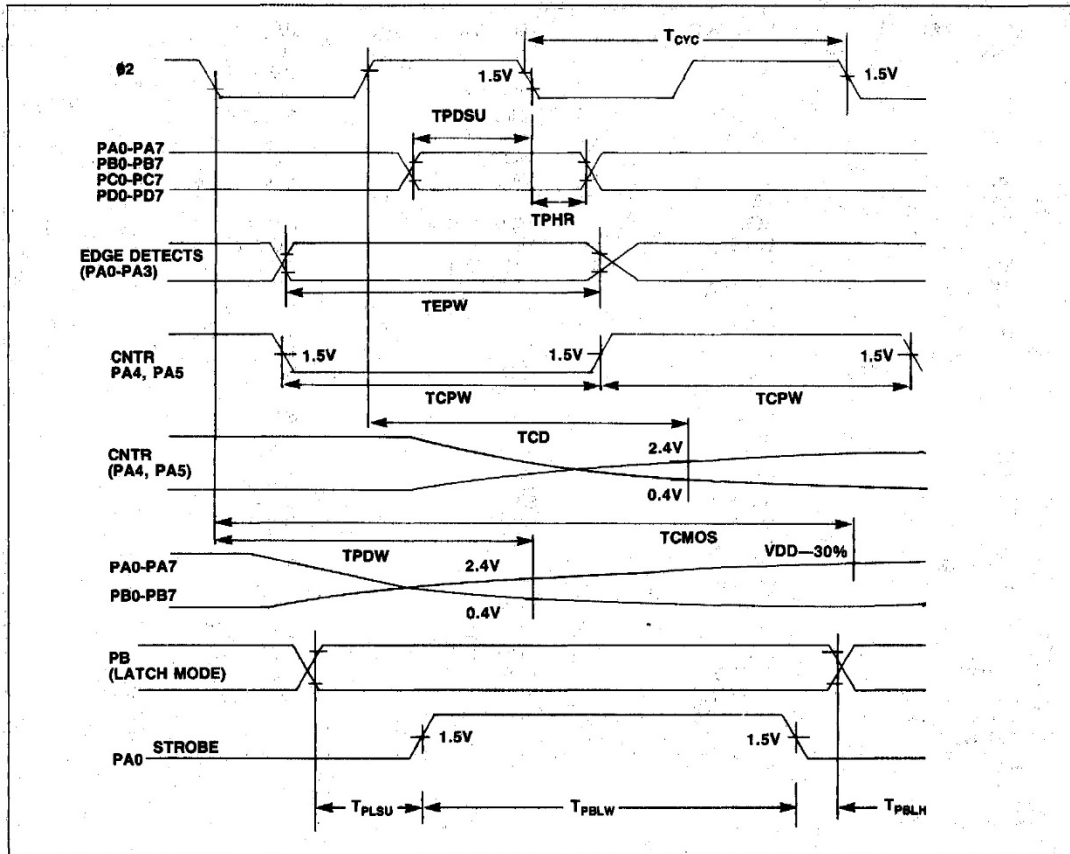 TCYC
ø2
1.5V
1.5V
TPDSU
PA0-PA7
PB0-PB7
PC0-PC7
PD0-PD7
TPHR
EDGE DETECTS
(PA0-PA3)
TEPW
CNTR
PA4, PA5
1.5V
1.5V
1.5V
TCPW
TCPW
TCD
CNTR
(PA4, PA5)
2.4V
0.4V
TCMOS
TPDW
VDD—30%
PA0-PA7
2.4V
PB0-PB7
0.4V
PB
(LATCH MODE)
STROBE
PA0
1.5V
1.5V
TPLSU
TPBLW
TPBLH